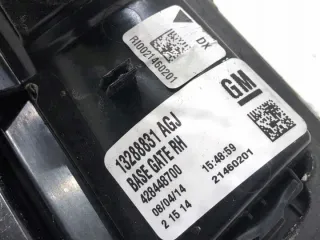 DX
RI0021460201
GM
13288831 AGJ
BASE GATE RH
428448700
08/04/14
2 15 14
15:48:59
21460201